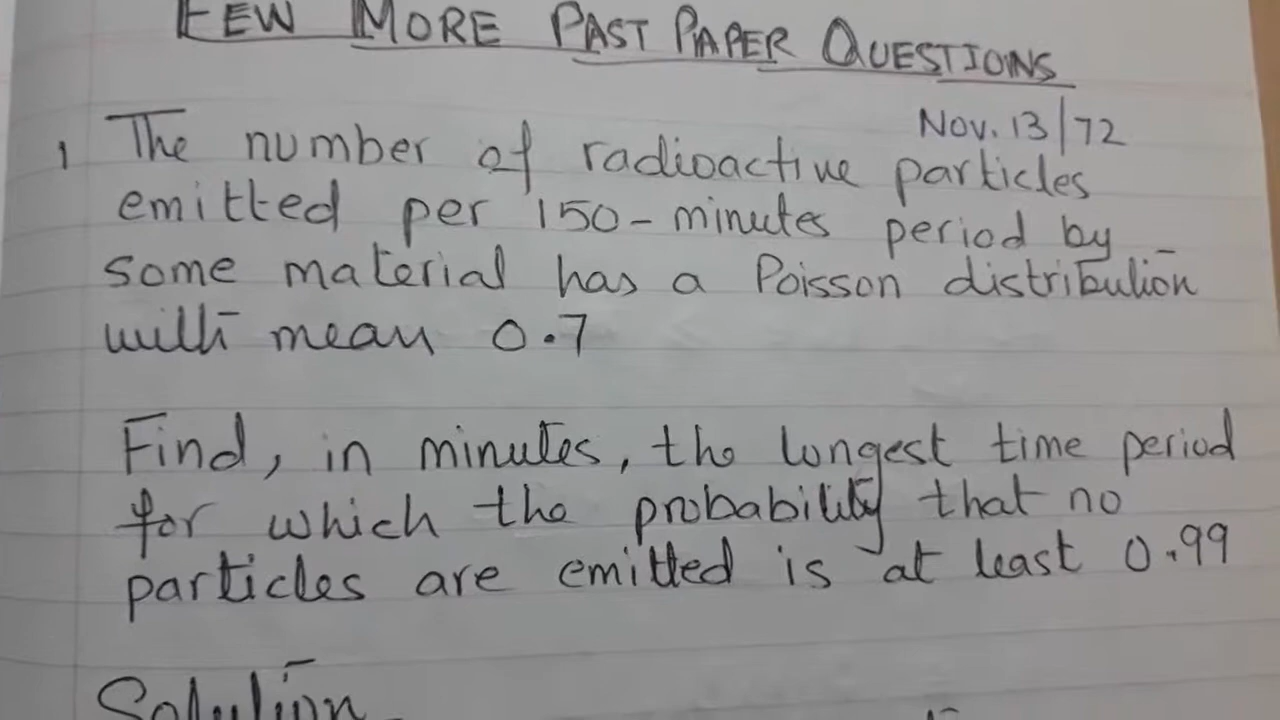 FEW MORE PAST PAPER QUESTIONS
Nov. 13/72
1 The number of radioactive particles
emitted per 150-minutes period by
some material has a Poisson distribution
with mean 0.7
Find, in minutes, the longest time period
for which the probability that no
particles are emitted is at least 0.99
Solution